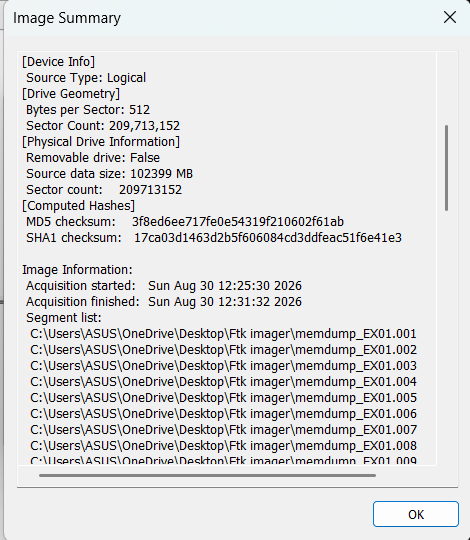 Image Summary
[Device Info]
Source Type: Logical
[Drive Geometry]
Bytes per Sector: 512
Sector Count: 209,713,152
[Physical Drive Information]
Removable drive: False
Source data size: 102399 MB
Sector count:    209713152
[Computed Hashes]
MD5 checksum:    3f8ed6ee717fe0e54319f210602f61ab
SHA1 checksum:   17ca03d1463d2b5f606084cd3ddfeac51f6e41e3
Image Information:
Acquisition started:   Sun Aug 30 12:25:30 2026
Acquisition finished:  Sun Aug 30 12:31:32 2026
Segment list:
C:\Users\ASUS\OneDrive\Desktop\Ftk imager\memdump_EX01.001
C:\Users\ASUS\OneDrive\Desktop\Ftk imager\memdump_EX01.002
C:\Users\ASUS\OneDrive\Desktop\Ftk imager\memdump_EX01.003
C:\Users\ASUS\OneDrive\Desktop\Ftk imager\memdump_EX01.004
C:\Users\ASUS\OneDrive\Desktop\Ftk imager\memdump_EX01.005
C:\Users\ASUS\OneDrive\Desktop\Ftk imager\memdump_EX01.006
C:\Users\ASUS\OneDrive\Desktop\Ftk imager\memdump_EX01.007
C:\Users\ASUS\OneDrive\Desktop\Ftk imager\memdump_EX01.008
C:\Users\ASUS\OneDrive\Desktop\Ftk imager\memdump_EX01.009
OK